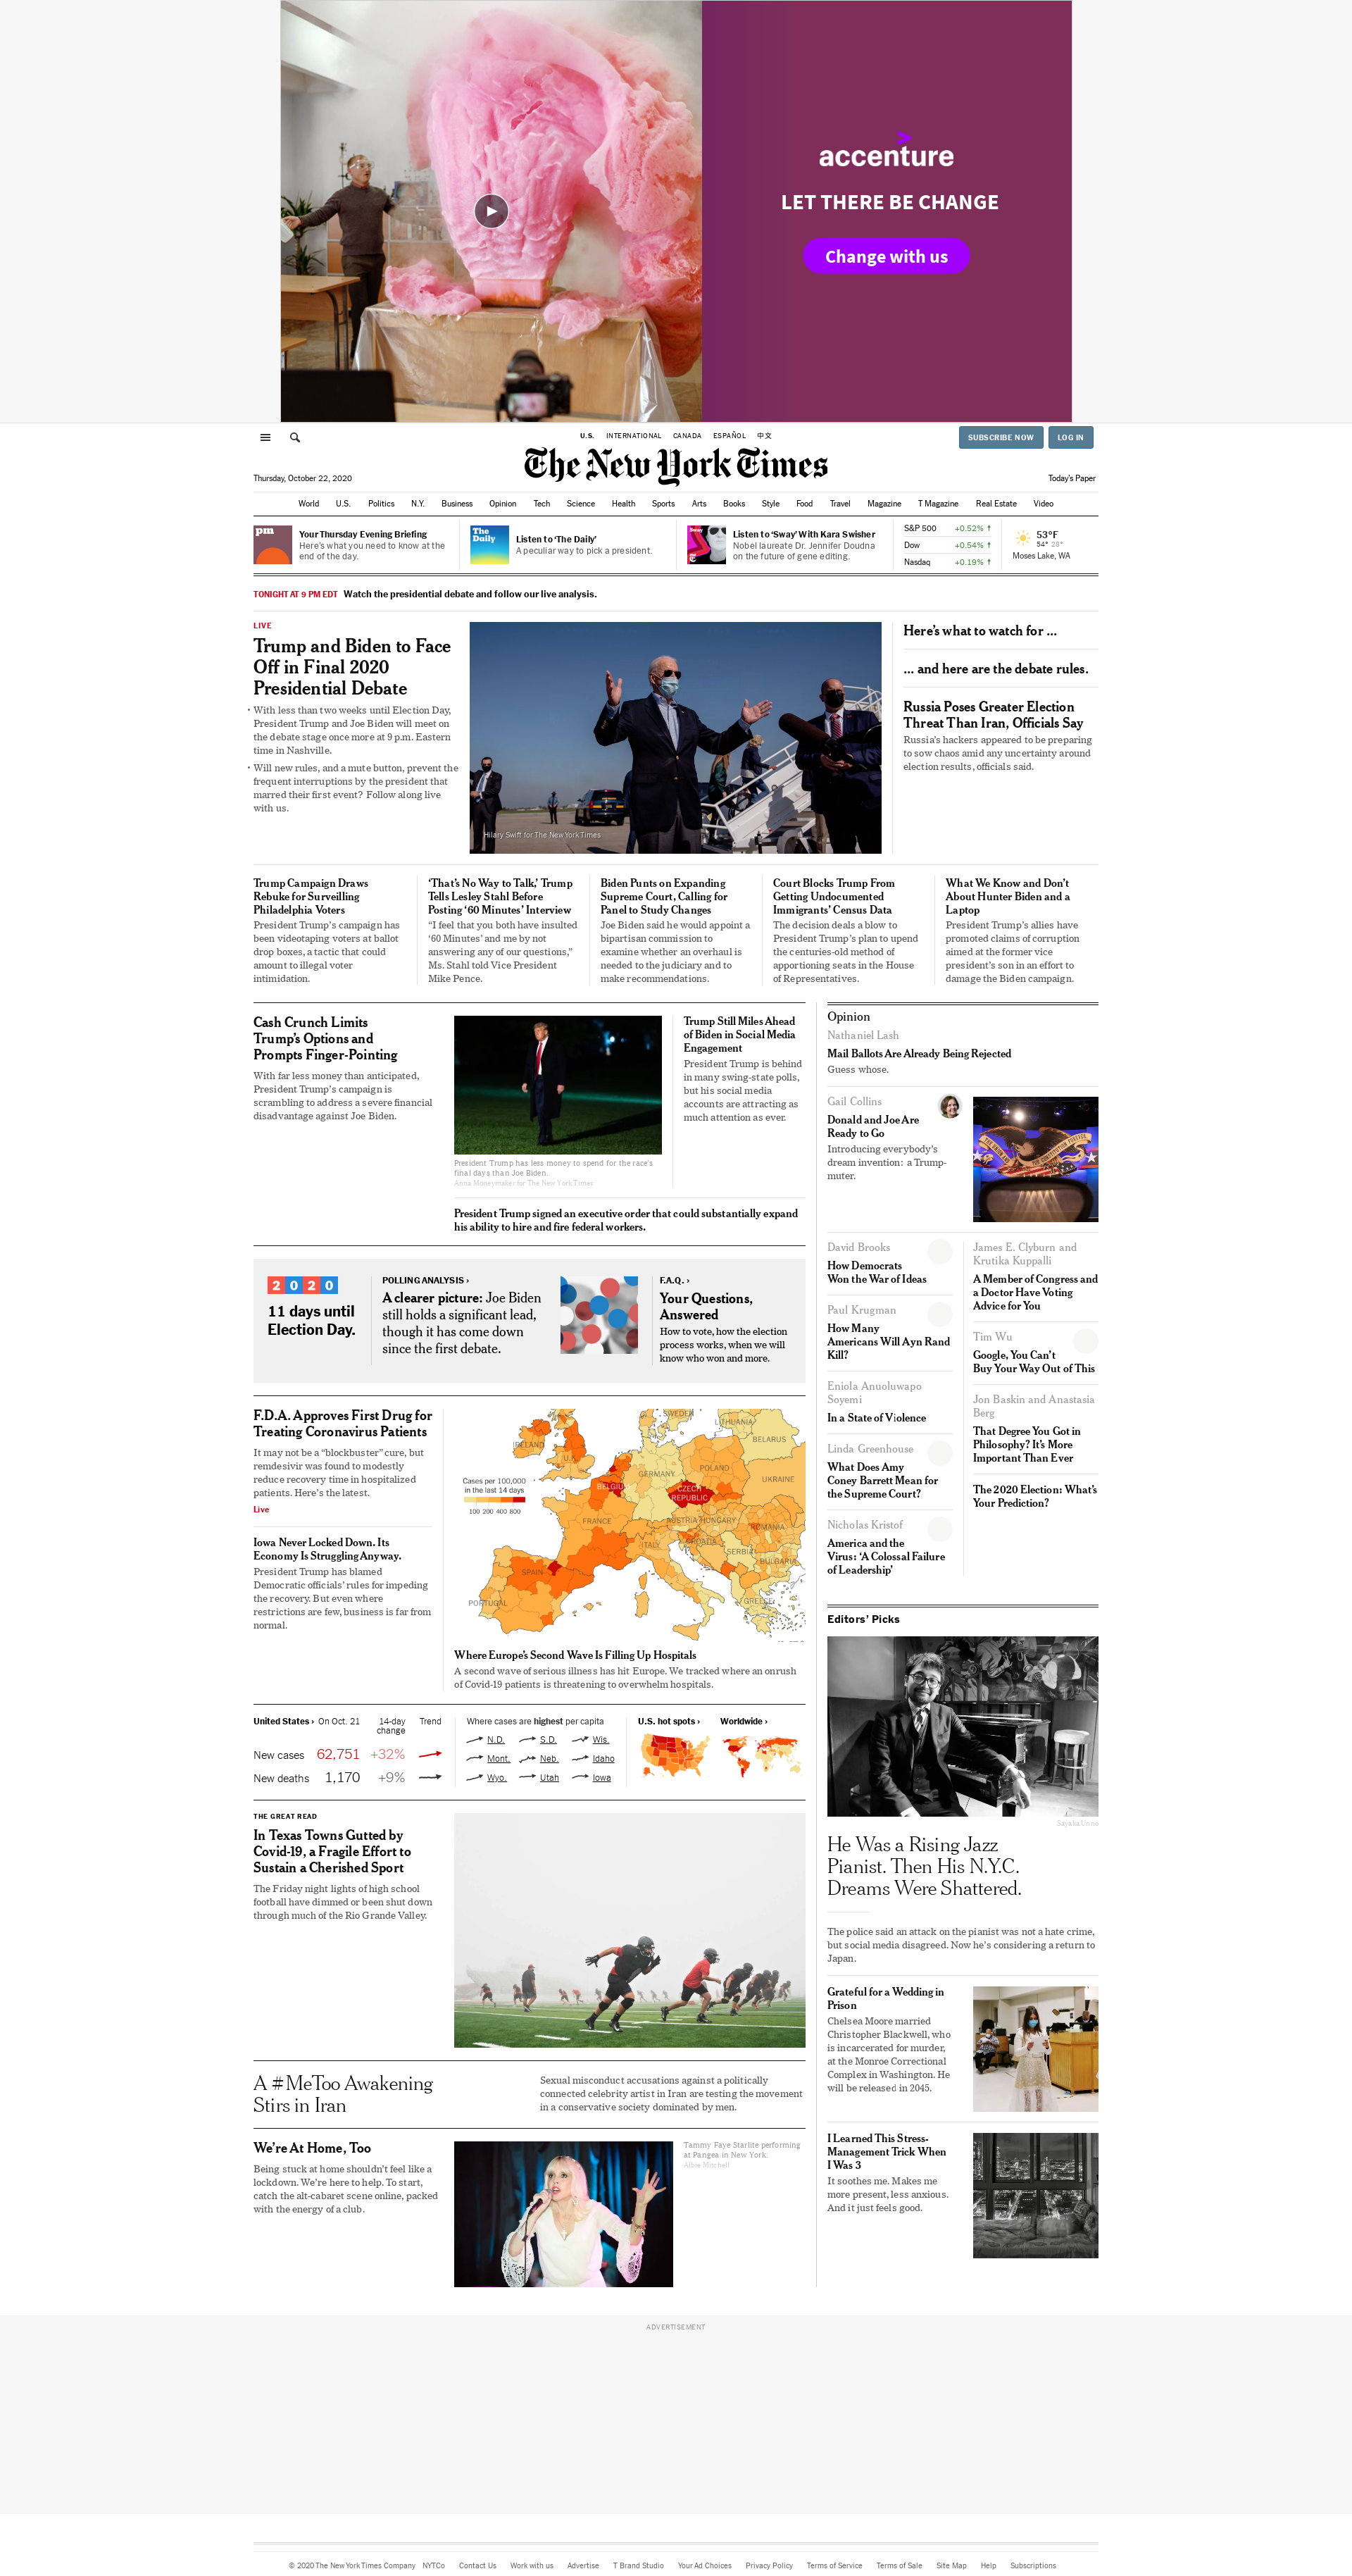 accenture
LET THERE BE CHANGE
Change with us
U.S. INTERNATIONAL CANADA ESPAÑOL 中文
SUBSCRIBE NOW LOG IN
The New York Times
Thursday, October 22, 2020
Today's Paper
World U.S. Politics N.Y. Business Opinion Tech Science Health Sports Arts Books Style Food Travel Magazine T Magazine Real Estate Video
pm
Your Thursday Evening Briefing
Here's what you need to know at the
end of the day.
The
Daily
Listen to 'The Daily'
A peculiar way to pick a president.
Listen to 'Sway' With Kara Swisher
Nobel laureate Dr. Jennifer Doudna
on the future of gene editing.
S&P 500 +0.52% ↑
Dow +0.54% ↑
Nasdaq +0.19% ↑
53°F
54° 28°
Moses Lake, WA
TONIGHT AT 9 PM EDT Watch the presidential debate and follow our live analysis.
LIVE
Trump and Biden to Face
Off in Final 2020
Presidential Debate
• With less than two weeks until Election Day,
President Trump and Joe Biden will meet on
the debate stage once more at 9 p.m. Eastern
time in Nashville.
• Will new rules, and a mute button, prevent the
frequent interruptions by the president that
marred their first event? Follow along live
with us.
Hilary Swift for The New York Times
Here's what to watch for …
… and here are the debate rules.
Russia Poses Greater Election
Threat Than Iran, Officials Say
Russia's hackers appeared to be preparing
to sow chaos amid any uncertainty around
election results, officials said.
Trump Campaign Draws
Rebuke for Surveilling
Philadelphia Voters
President Trump's campaign has
been videotaping voters at ballot
drop boxes, a tactic that could
amount to illegal voter
intimidation.
'That's No Way to Talk,' Trump
Tells Lesley Stahl Before
Posting '60 Minutes' Interview
"I feel that you both have insulted
'60 Minutes' and me by not
answering any of our questions,"
Ms. Stahl told Vice President
Mike Pence.
Biden Punts on Expanding
Supreme Court, Calling for
Panel to Study Changes
Joe Biden said he would appoint a
bipartisan commission to
examine whether an overhaul is
needed to the judiciary and to
make recommendations.
Court Blocks Trump From
Getting Undocumented
Immigrants' Census Data
The decision deals a blow to
President Trump's plan to upend
the centuries-old method of
apportioning seats in the House
of Representatives.
What We Know and Don't
About Hunter Biden and a
Laptop
President Trump's allies have
promoted claims of corruption
aimed at the former vice
president's son in an effort to
damage the Biden campaign.
Cash Crunch Limits
Trump's Options and
Prompts Finger-Pointing
With far less money than anticipated,
President Trump's campaign is
scrambling to address a severe financial
disadvantage against Joe Biden.
President Trump has less money to spend for the race's
final days than Joe Biden.
Anna Moneymaker for The New York Times
Trump Still Miles Ahead
of Biden in Social Media
Engagement
President Trump is behind
in many swing-state polls,
but his social media
accounts are attracting as
much attention as ever.
President Trump signed an executive order that could substantially expand
his ability to hire and fire federal workers.
2020
11 days until
Election Day.
POLLING ANALYSIS ›
A clearer picture: Joe Biden
still holds a significant lead,
though it has come down
since the first debate.
F.A.Q. ›
Your Questions,
Answered
How to vote, how the election
process works, when we will
know who won and more.
F.D.A. Approves First Drug for
Treating Coronavirus Patients
It may not be a "blockbuster" cure, but
remdesivir was found to modestly
reduce recovery time in hospitalized
patients. Here's the latest.
Live
Iowa Never Locked Down. Its
Economy Is Struggling Anyway.
President Trump has blamed
Democratic officials' rules for impeding
the recovery. But even where
restrictions are few, business is far from
normal.
Cases per 100,000
in the last 14 days
100 200 400 800
SWEDEN
LITHUANIA
IRELAND
BELARUS
U.K.
POLAND
GERMANY
BELGIUM
UKRAINE
CZECH
REPUBLIC
FRANCE
AUSTRIA
HUNGARY
ROMANIA
CROATIA
ITALY
SERBIA
BULGARIA
SPAIN
PORTUGAL
GREECE
Where Europe's Second Wave Is Filling Up Hospitals
A second wave of serious illness has hit Europe. We tracked where an onrush
of Covid-19 patients is threatening to overwhelm hospitals.
United States › On Oct. 21 14-day
change Trend
New cases 62,751 +32%
New deaths 1,170 +9%
Where cases are highest per capita
N.D. S.D. Wis.
Mont. Neb. Idaho
Wyo. Utah Iowa
U.S. hot spots › Worldwide ›
THE GREAT READ
In Texas Towns Gutted by
Covid-19, a Fragile Effort to
Sustain a Cherished Sport
The Friday night lights of high school
football have dimmed or been shut down
through much of the Rio Grande Valley.
A #MeToo Awakening
Stirs in Iran
Sexual misconduct accusations against a politically
connected celebrity artist in Iran are testing the movement
in a conservative society dominated by men.
We're At Home, Too
Being stuck at home shouldn't feel like a
lockdown. We're here to help. To start,
catch the alt-cabaret scene online, packed
with the energy of a club.
Tammy Faye Starlite performing
at Pangea in New York.
Albie Mitchell
Opinion
Nathaniel Lash
Mail Ballots Are Already Being Rejected
Guess whose.
Gail Collins
Donald and Joe Are
Ready to Go
Introducing everybody's
dream invention: a Trump-
muter.
David Brooks
How Democrats
Won the War of Ideas
Paul Krugman
How Many
Americans Will Ayn Rand
Kill?
Eniola Anuoluwapo
Soyemi
In a State of Violence
Linda Greenhouse
What Does Amy
Coney Barrett Mean for
the Supreme Court?
Nicholas Kristof
America and the
Virus: 'A Colossal Failure
of Leadership'
James E. Clyburn and
Krutika Kuppalli
A Member of Congress and
a Doctor Have Voting
Advice for You
Tim Wu
Google, You Can't
Buy Your Way Out of This
Jon Baskin and Anastasia
Berg
That Degree You Got in
Philosophy? It's More
Important Than Ever
The 2020 Election: What's
Your Prediction?
Editors' Picks
Sayaka Unno
He Was a Rising Jazz
Pianist. Then His N.Y.C.
Dreams Were Shattered.
The police said an attack on the pianist was not a hate crime,
but social media disagreed. Now he's considering a return to
Japan.
Grateful for a Wedding in
Prison
Chelsea Moore married
Christopher Blackwell, who
is incarcerated for murder,
at the Monroe Correctional
Complex in Washington. He
will be released in 2045.
I Learned This Stress-
Management Trick When
I Was 3
It soothes me. Makes me
more present, less anxious.
And it just feels good.
ADVERTISEMENT
© 2020 The New York Times Company NYTCo Contact Us Work with us Advertise T Brand Studio Your Ad Choices Privacy Policy Terms of Service Terms of Sale Site Map Help Subscriptions